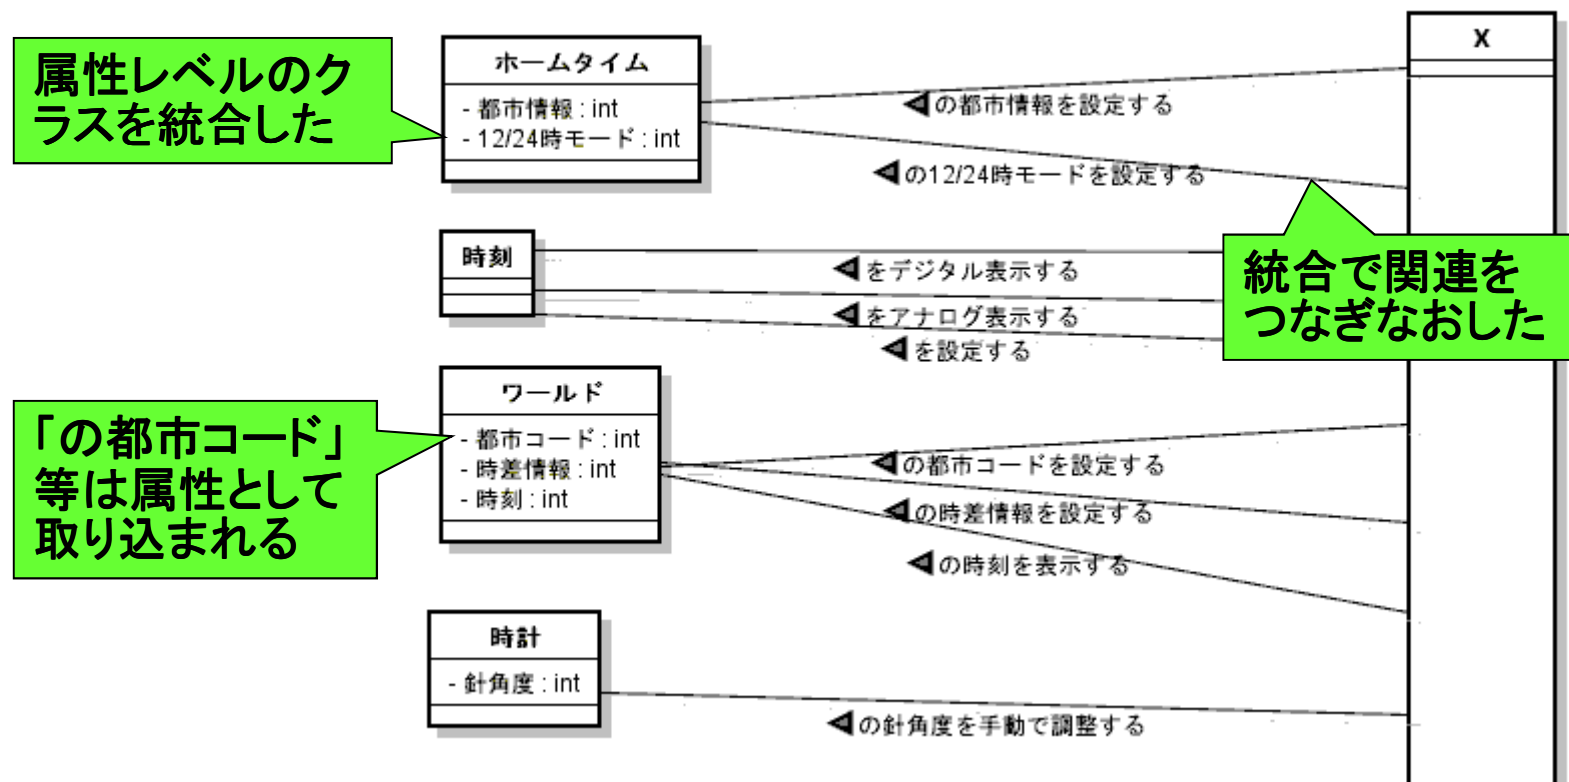 X
属性レベルのク
ラスを統合した
ホームタイム
- 都市情報 : int
- 12/24時モード : int
の都市情報を設定する
の12/24時モードを設定する
時刻
をデジタル表示する
をアナログ表示する
を設定する
統合で関連を
つなぎなおした
ワールド
- 都市コード : int
- 時差情報 : int
- 時刻 : int
「の都市コード」
等は属性として
取り込まれる
の都市コードを設定する
の時差情報を設定する
の時刻を表示する
時計
- 針角度 : int
の針角度を手動で調整する